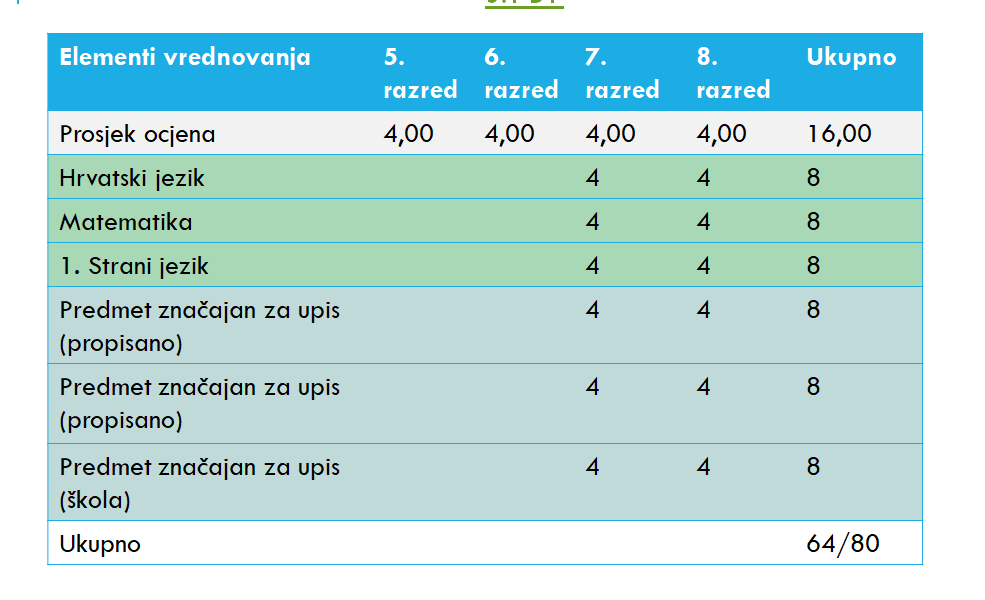 Elementi vrednovanja 5. razred 6. razred 7. razred 8. razred Ukupno
Prosjek ocjena 4,00 4,00 4,00 4,00 16,00
Hrvatski jezik 4 4 8
Matematika 4 4 8
1. Strani jezik 4 4 8
Predmet značajan za upis (propisano) 4 4 8
Predmet značajan za upis (propisano) 4 4 8
Predmet značajan za upis (škola) 4 4 8
Ukupno 64/80